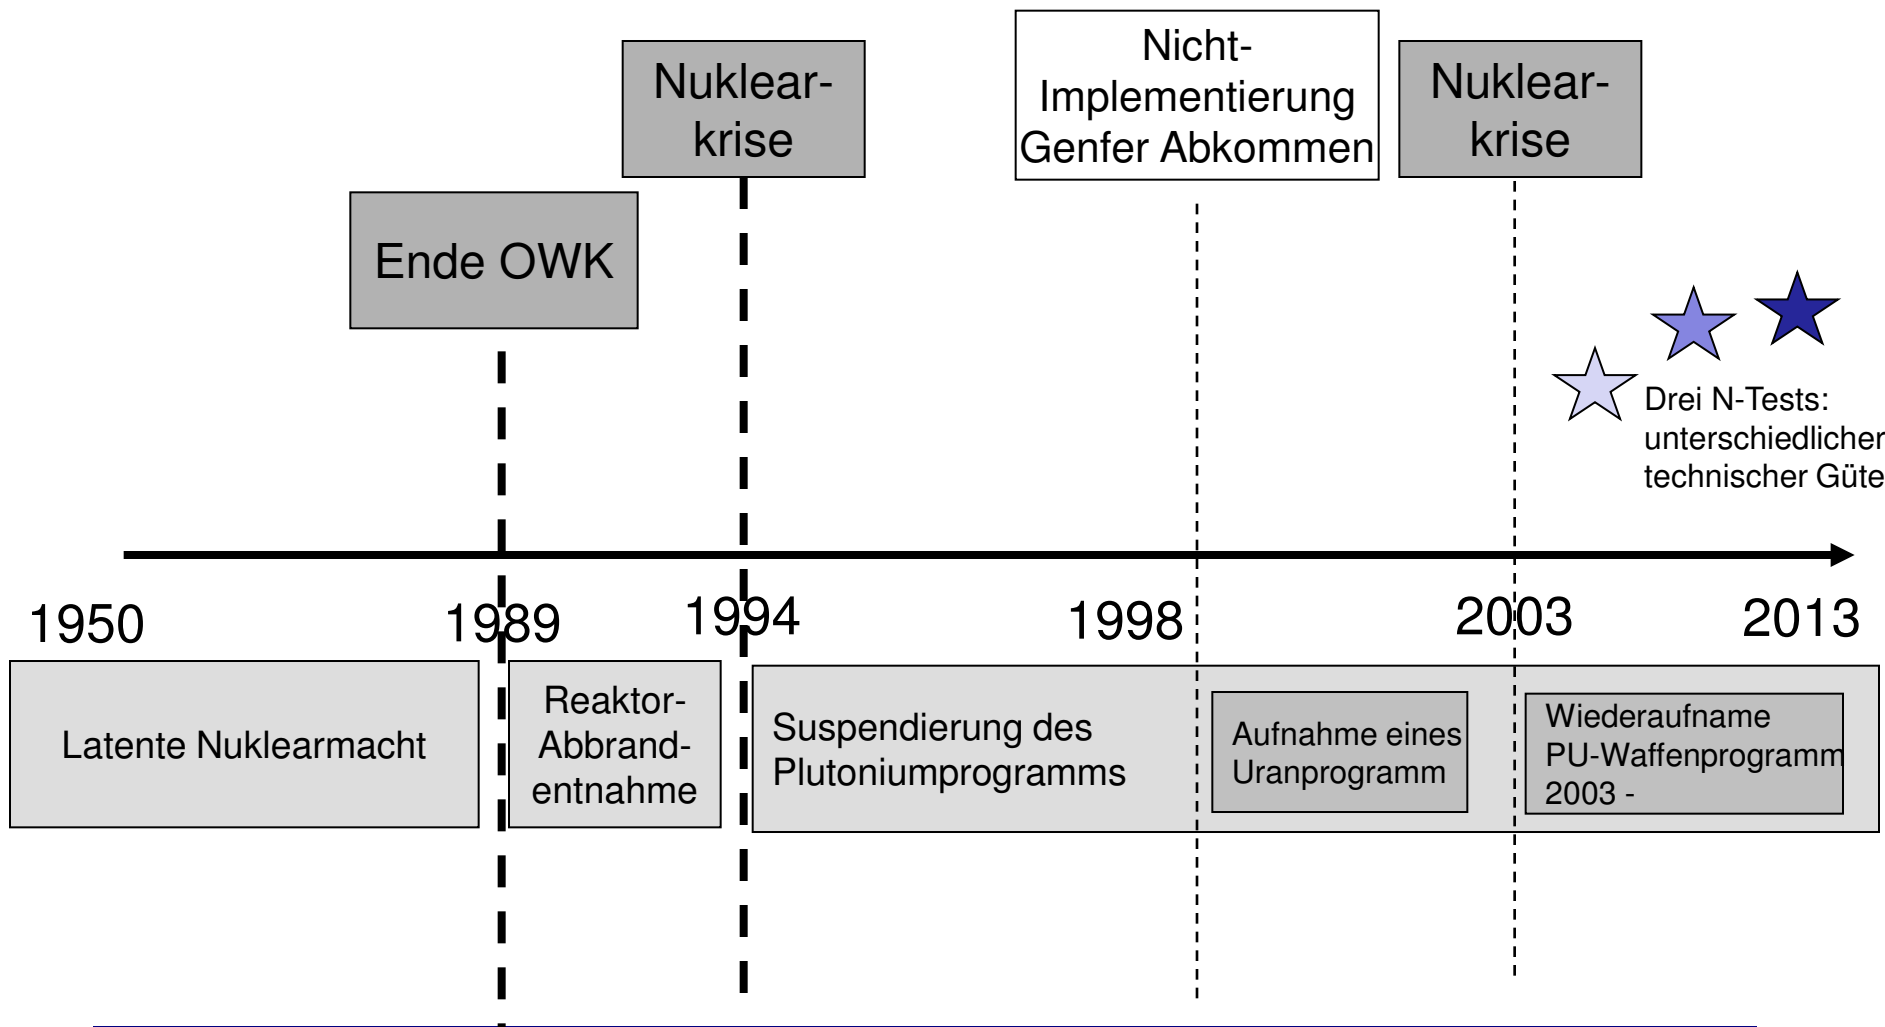 Nuklear-
krise
Nicht-
Implementierung
Genfer Abkommen
Nuklear-
krise
Ende OWK
Drei N-Tests:
unterschiedlicher
technischer Güte
1950
1989
1994
1998
2003
2013
Latente Nuklearmacht
Reaktor-
Abbrand-
entnahme
Suspendierung des
Plutoniumprogramms
Aufnahme eines
Uranprogramm
Wiederaufname
PU-Waffenprogramm
2003 -